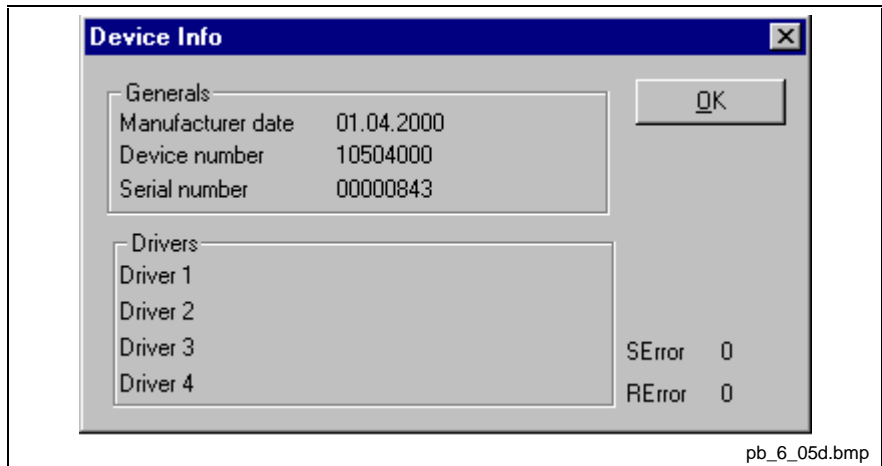 Device Info
Generals
OK
Manufacturer date 01.04.2000
Device number 10504000
Serial number 00000843
Drivers
Driver 1
Driver 2
Driver 3
SError 0
Driver 4
RError 0
pb_6_05d.bmp